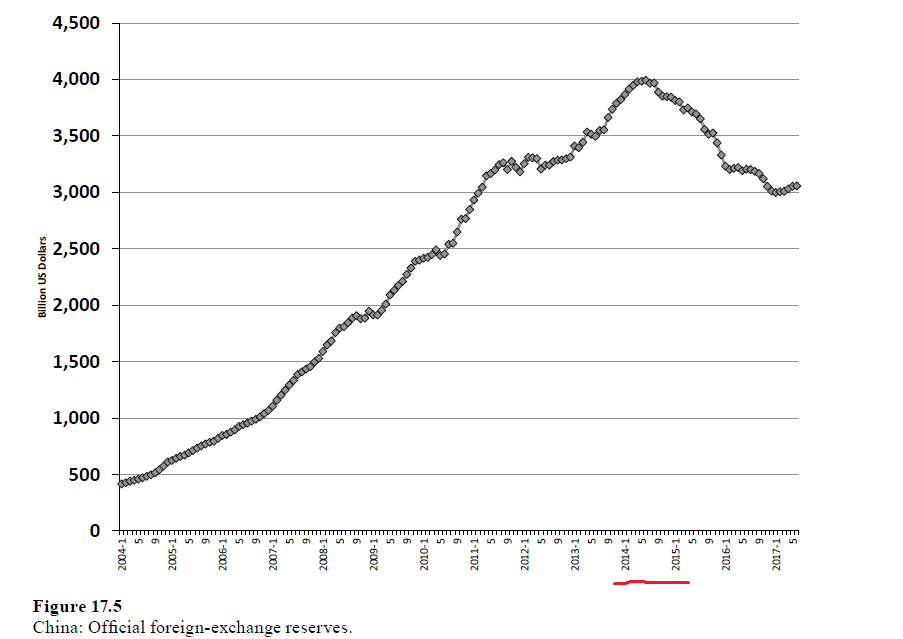 4,500
4,000
3,500
3,000
2,500
2,000
1,500
1,000
500
0
Billion US Dollars
2004-1 5 9 2005-1 5 9 2006-1 5 9 2007-1 5 9 2008-1 5 9 2009-1 5 9 2010-1 5 9 2011-1 5 9 2012-1 5 9 2013-1 5 9 2014-1 5 9 2015-1 5 9 2016-1 5 9 2017-1 5
Figure 17.5
China: Official foreign-exchange reserves.